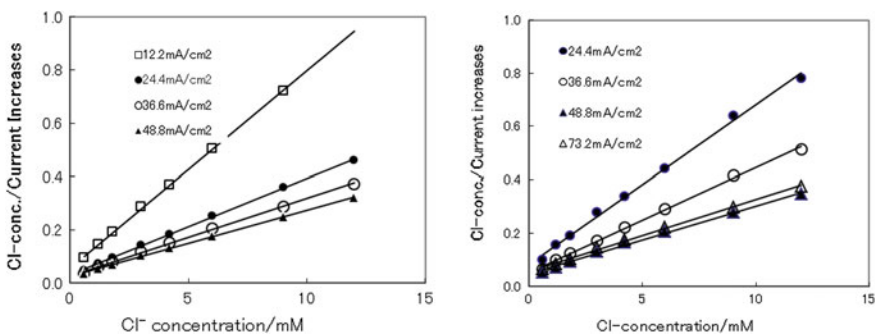 Cl-conc./Current Increases
1.0
0.8
0.6
0.4
0.2
0.0
12.2mA/cm2
24.4mA/cm2
36.6mA/cm2
48.8mA/cm2
0
5
10
15
Cl⁻ concentration/mM
Cl-conc./Current increases
1.0
0.8
0.6
0.4
0.2
0.0
24.4mA/cm2
36.6mA/cm2
48.8mA/cm2
73.2mA/cm2
0
5
10
15
Cl-concentration/mM